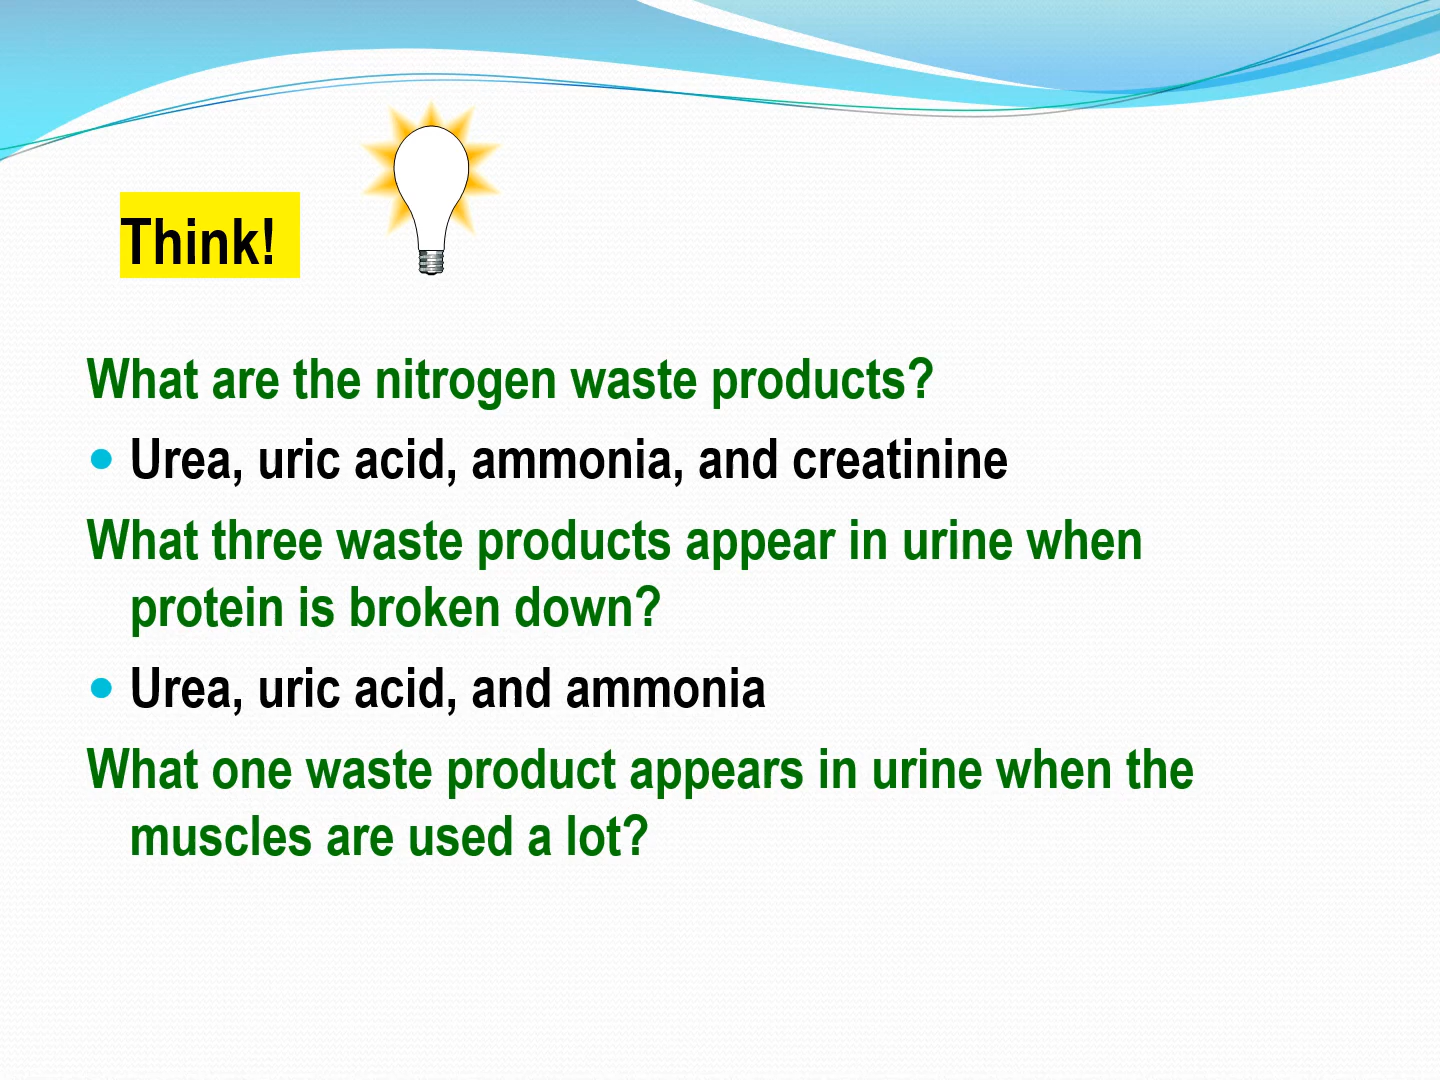 Think!
What are the nitrogen waste products?
• Urea, uric acid, ammonia, and creatinine
What three waste products appear in urine when
protein is broken down?
• Urea, uric acid, and ammonia
What one waste product appears in urine when the
muscles are used a lot?